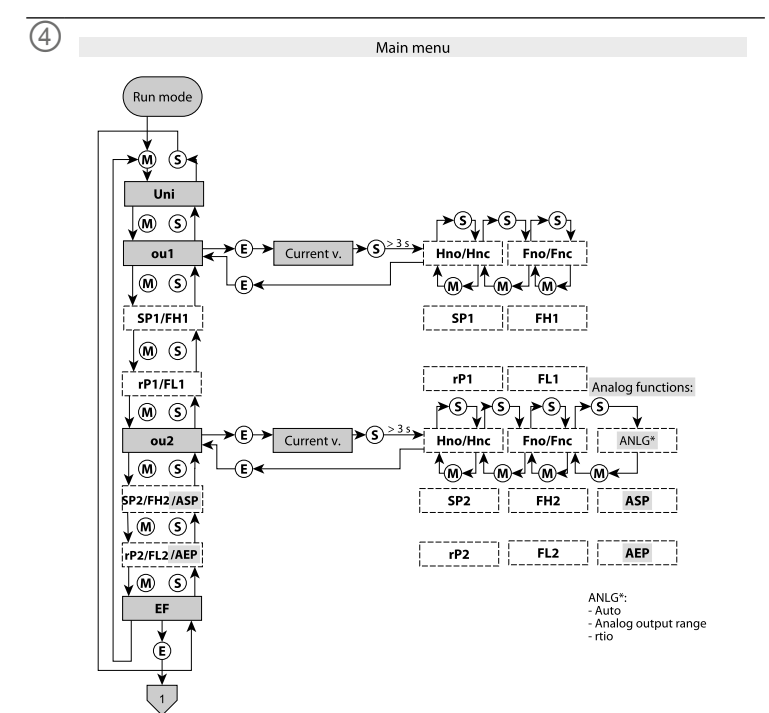 4
Main menu
Run mode
M S
Uni
M S
ou1 E Current v. S > 3 s Hno/Hnc Fno/Fnc
S S S
E M M M
M S
SP1/FH1 SP1 FH1
M S
rP1/FL1 rP1 FL1 Analog functions:
M S S S S S
ou2 E Current v. S > 3 s Hno/Hnc Fno/Fnc ANLG*
E M M M M
M S
SP2/FH2/ASP SP2 FH2 ASP
M S
rP2/FL2/AEP rP2 FL2 AEP
M S
EF
ANLG*:
- Auto
- Analog output range
- rtio
E
1